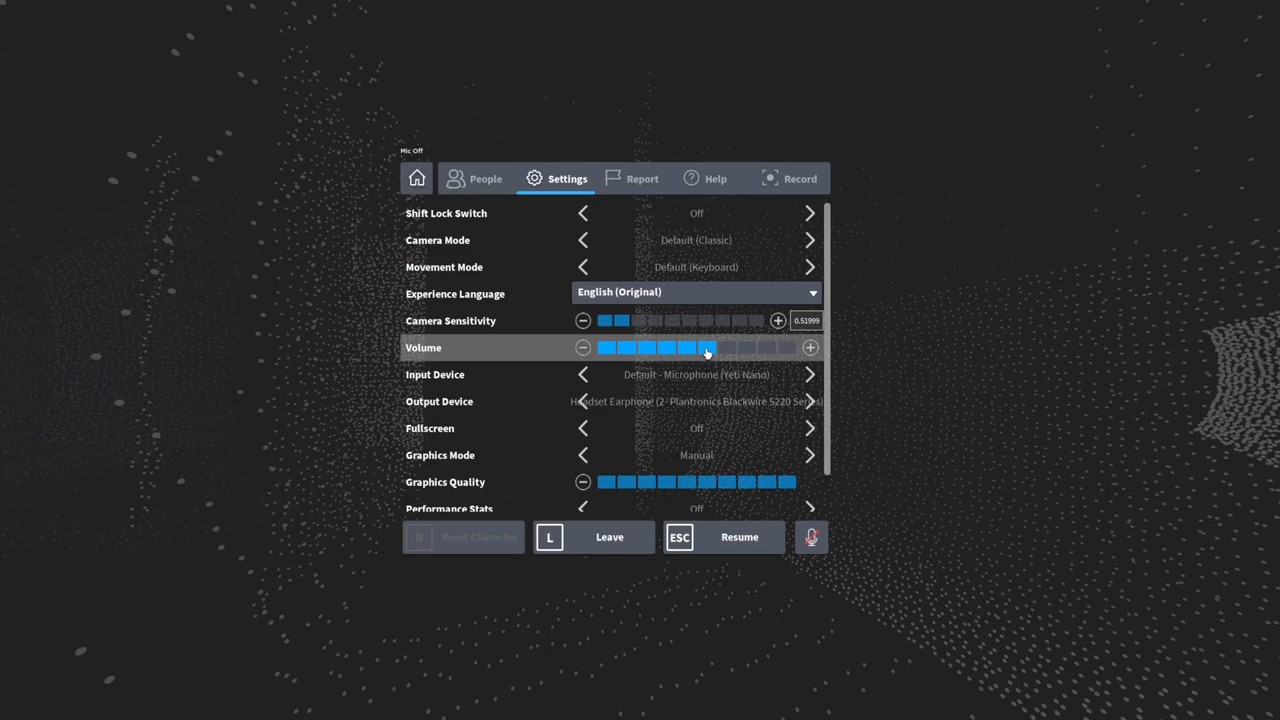 Mic Off
People Settings Report Help Record
Shift Lock Switch Off
Camera Mode Default (Classic)
Movement Mode Default (Keyboard)
Experience Language English (Original)
Camera Sensitivity 0.51999
Volume
Input Device Default - Microphone (Yeti Nano)
Output Device Headset Earphone (2- Plantronics Blackwire 5220 Series)
Fullscreen Off
Graphics Mode Manual
Graphics Quality
Performance Stats Off
R Reset Character L Leave ESC Resume